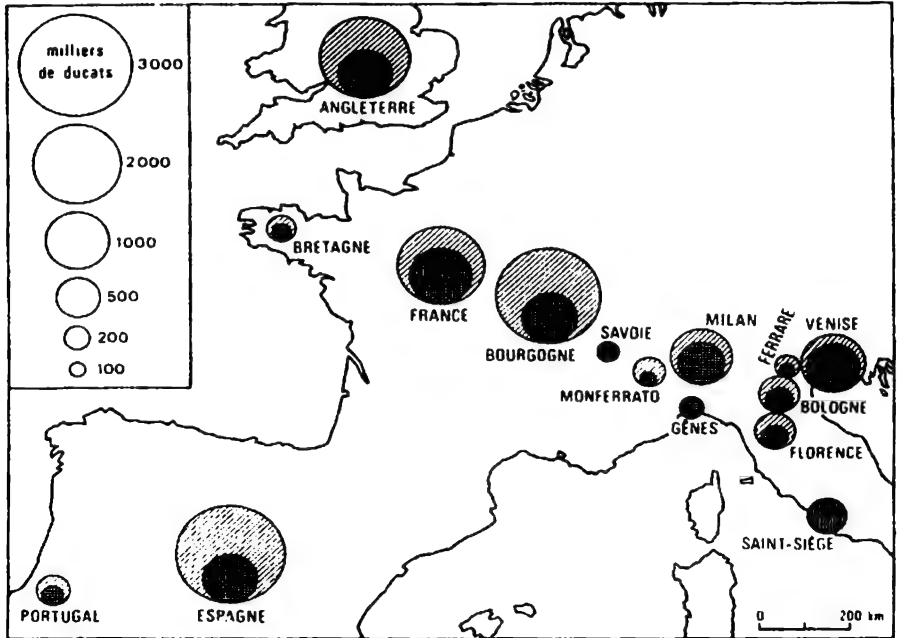 milliers
de ducats
3000
2000
1000
500
200
100
ANGLETERRE
BRETAGNE
FRANCE
BOURGOGNE
SAVOIE
MILAN
FERRARE
VENISE
MONFERRATO
GÊNES
BOLOGNE
FLORENCE
SAINT-SIÈGE
PORTUGAL
ESPAGNE
0 200 km